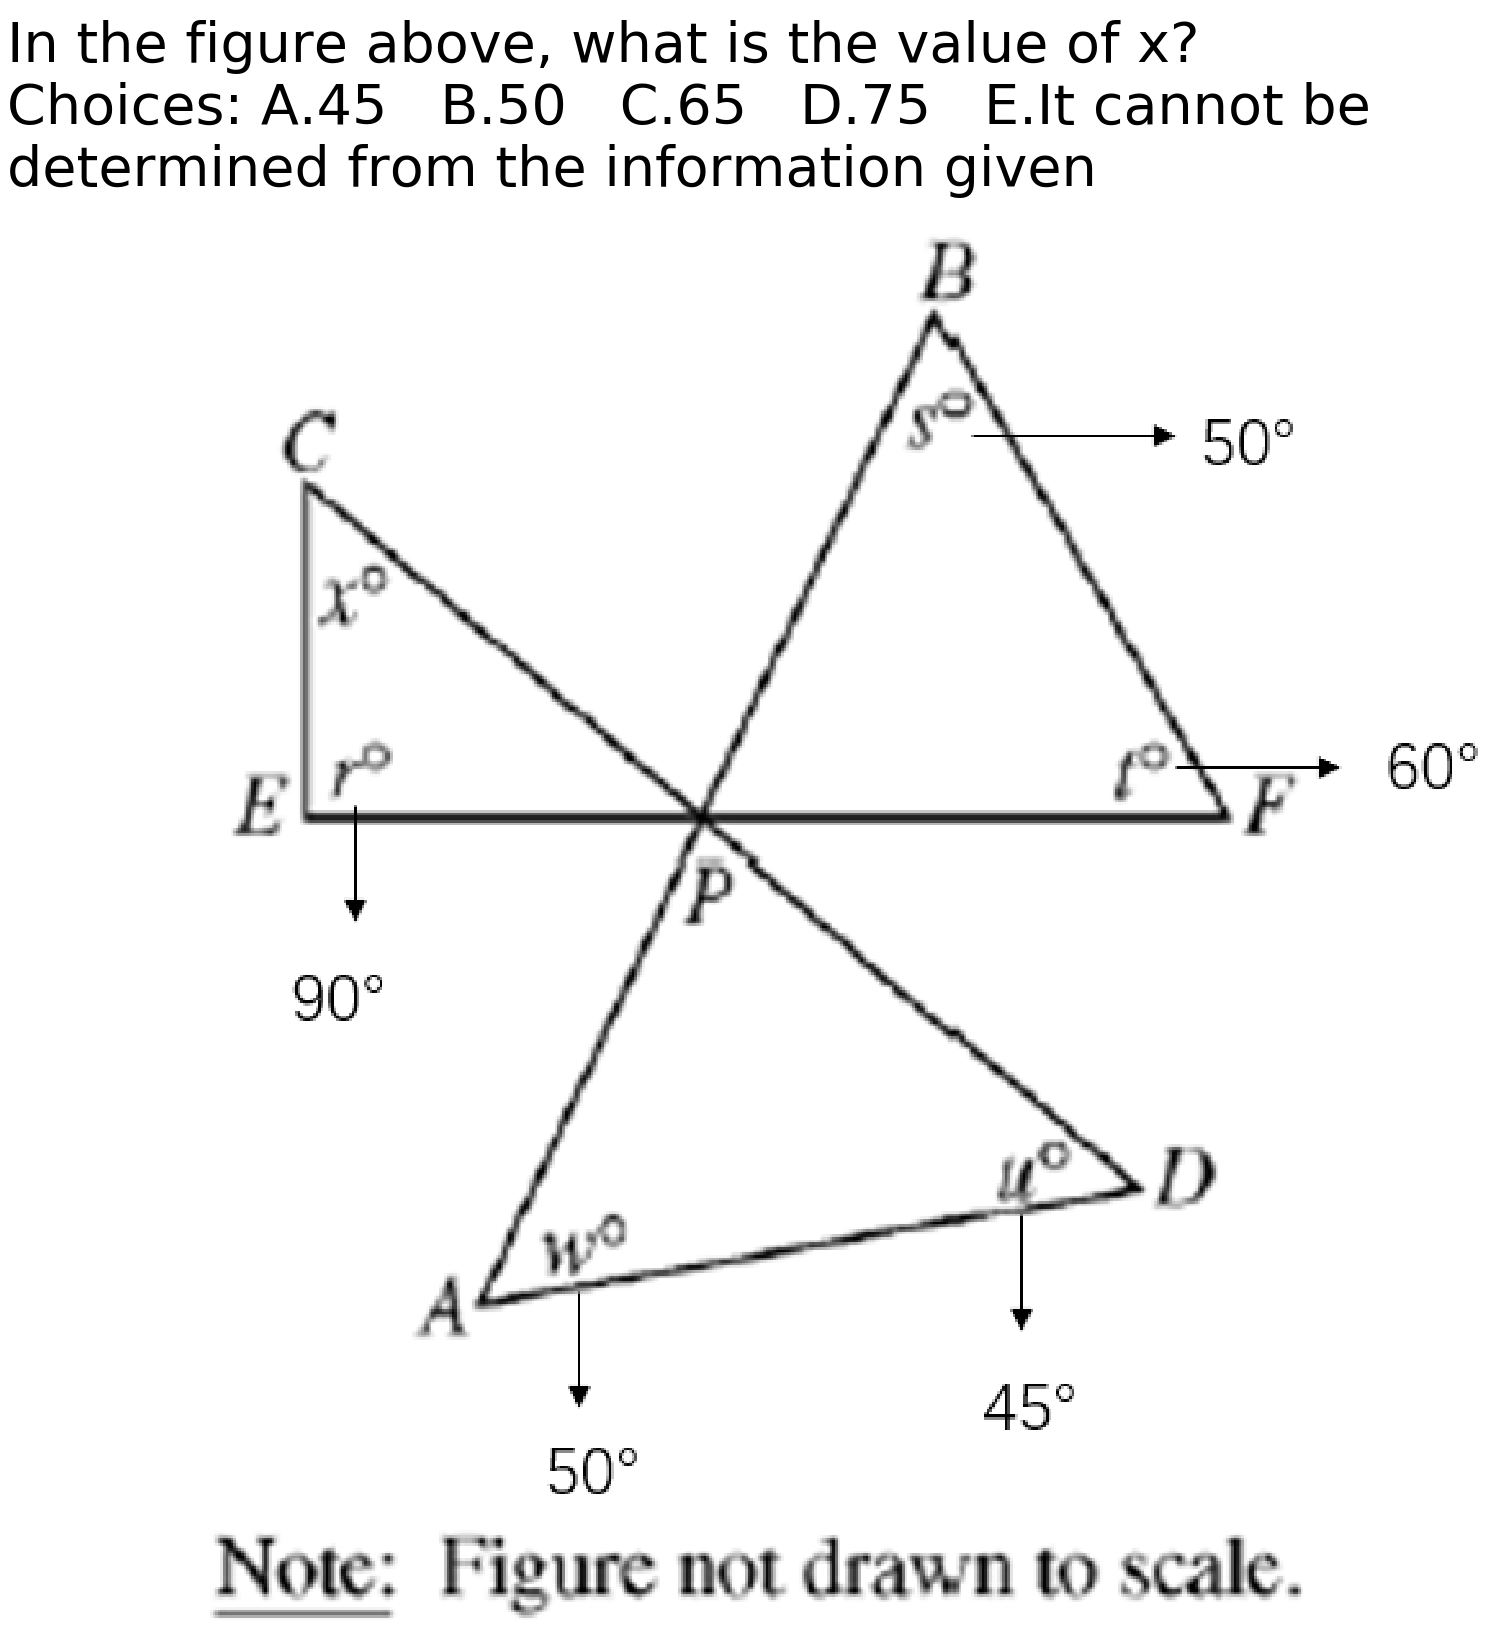 In the figure above, what is the value of x?
Choices: A.45 B.50 C.65 D.75 E.It cannot be
determined from the information given
B
s° 50°
C
x°
E r° t° 60°
F
P
90°
u° D
w°
A
45°
50°
Note: Figure not drawn to scale.